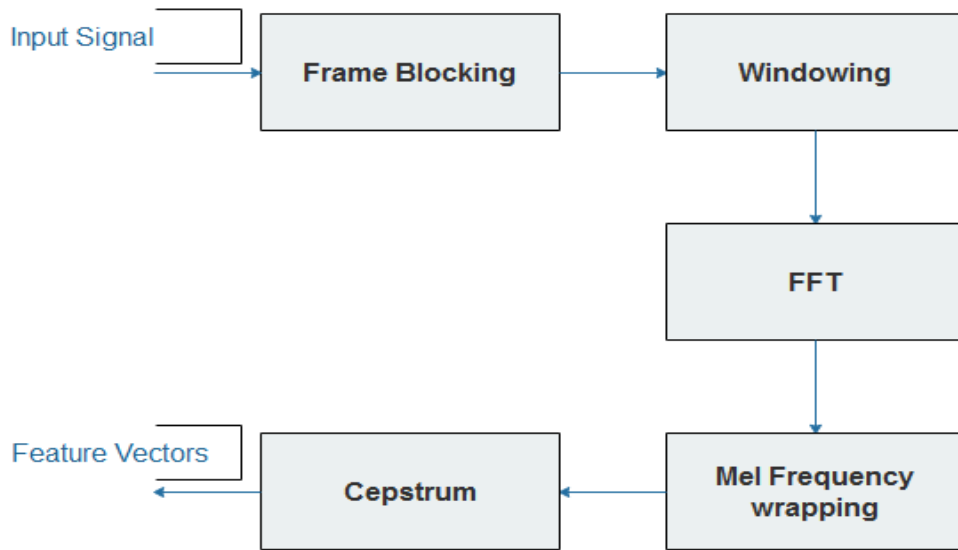 Input Signal
Frame Blocking
Windowing
FFT
Mel Frequency
wrapping
Cepstrum
Feature Vectors